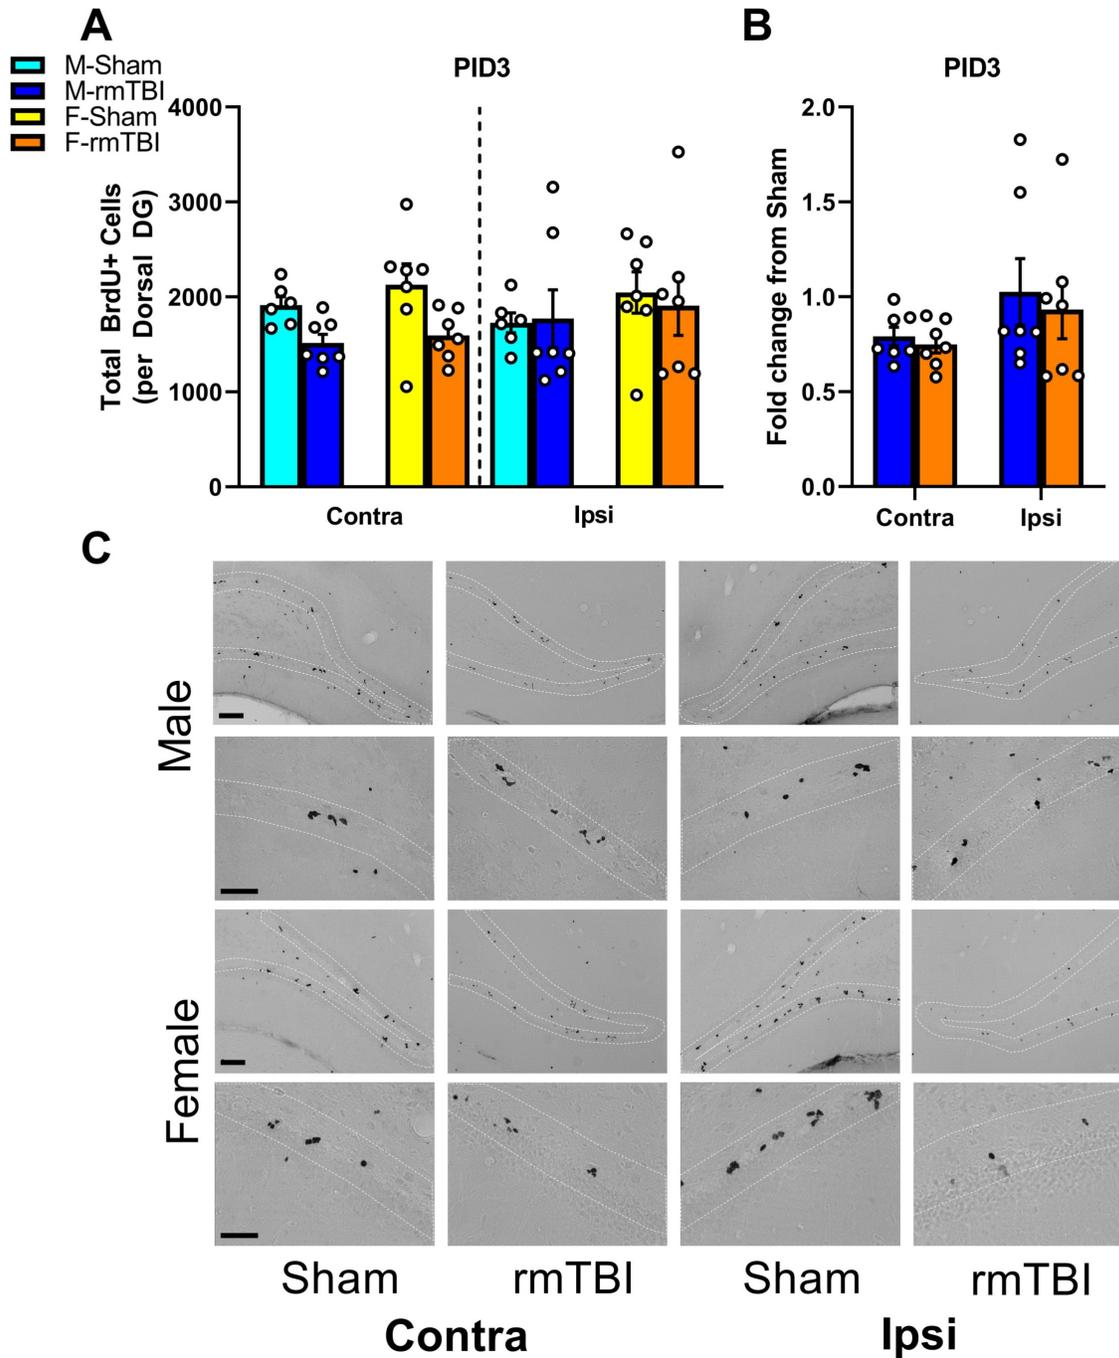 A
M-Sham
M-rmTBI
F-Sham
F-rmTBI
PID3
4000
3000
2000
1000
0
Total BrdU+ Cells
(per Dorsal DG)
Contra
Ipsi
B
PID3
2.0
1.5
1.0
0.5
0.0
Fold change from Sham
Contra
Ipsi
C
Male
Female
Sham
rmTBI
Sham
rmTBI
Contra
Ipsi